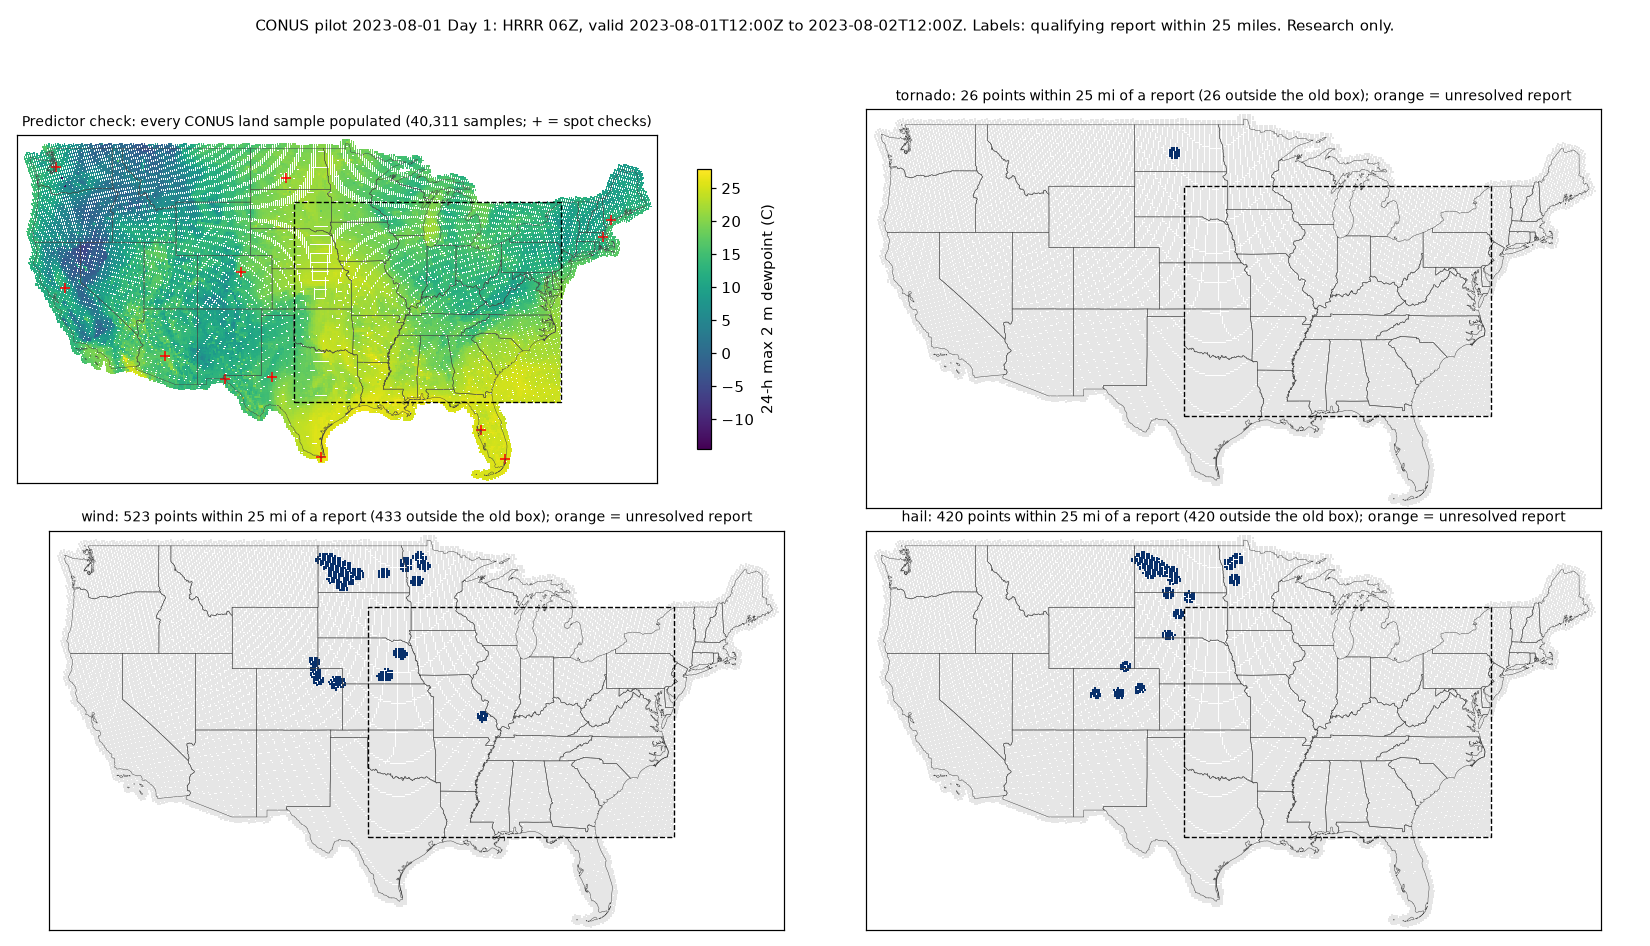 CONUS pilot 2023-08-01 Day 1: HRRR 06Z, valid 2023-08-01T12:00Z to 2023-08-02T12:00Z. Labels: qualifying report within 25 miles. Research only.
Predictor check: every CONUS land sample populated (40,311 samples; + = spot checks)
25
20
15
10
5
0
−5
−10
24-h max 2 m dewpoint (C)
tornado: 26 points within 25 mi of a report (26 outside the old box); orange = unresolved report
wind: 523 points within 25 mi of a report (433 outside the old box); orange = unresolved report
hail: 420 points within 25 mi of a report (420 outside the old box); orange = unresolved report